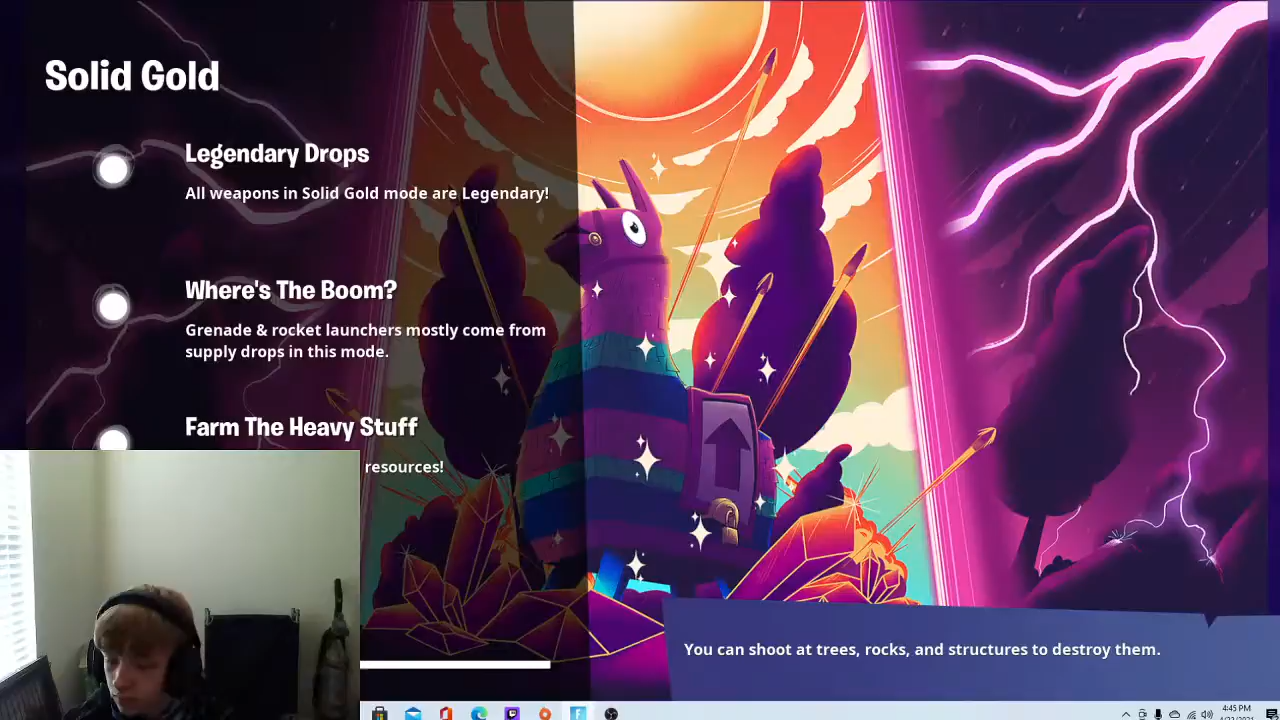 Solid Gold
Legendary Drops
All weapons in Solid Gold mode are Legendary!
Where's The Boom?
Grenade & rocket launchers mostly come from
supply drops in this mode.
Farm The Heavy Stuff
resources!
You can shoot at trees, rocks, and structures to destroy them.
4:45 PM